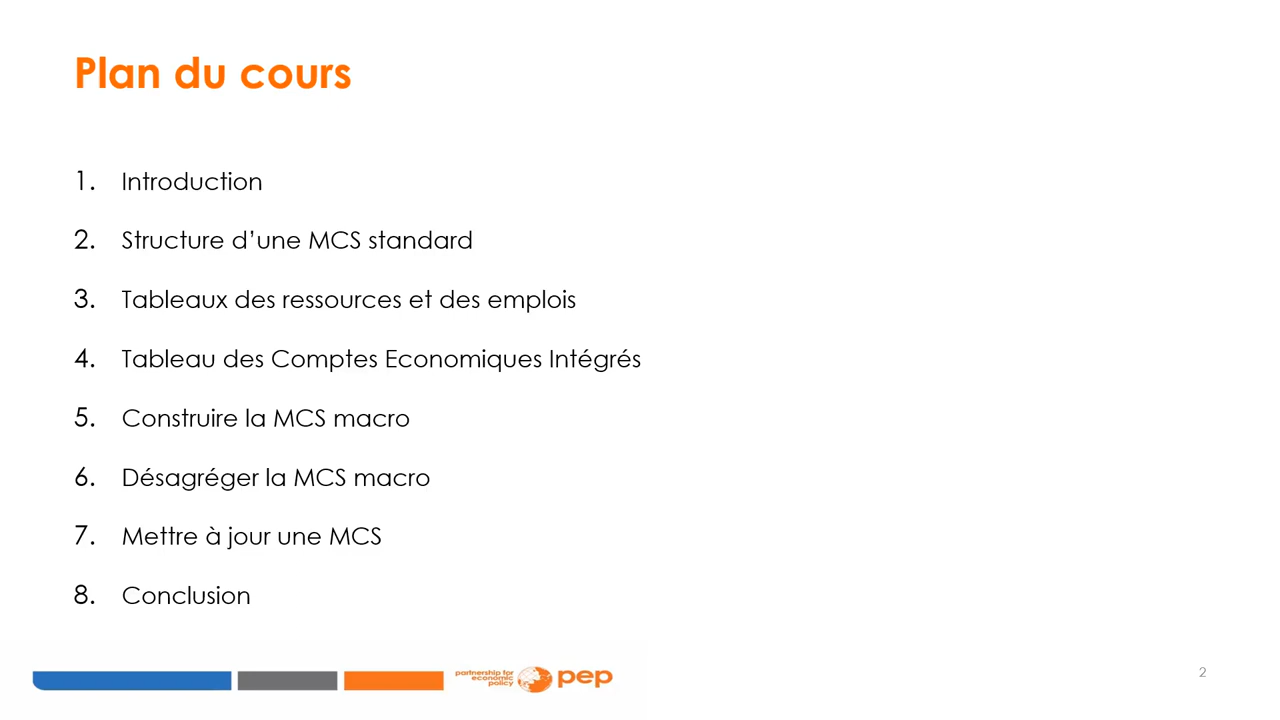 Plan du cours
1. Introduction
2. Structure d’une MCS standard
3. Tableaux des ressources et des emplois
4. Tableau des Comptes Economiques Intégrés
5. Construire la MCS macro
6. Désagréger la MCS macro
7. Mettre à jour une MCS
8. Conclusion
partnership for
economic
policy
pep
2